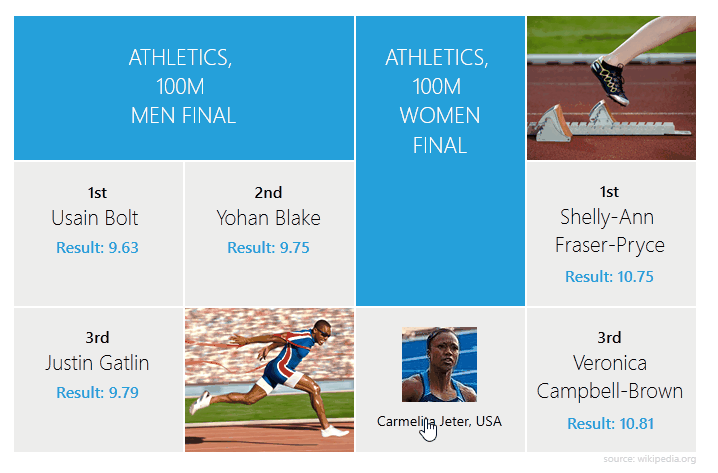 ATHLETICS,
100M
MEN FINAL
ATHLETICS,
100M
WOMEN
FINAL
1st
Usain Bolt
Result: 9.63
2nd
Yohan Blake
Result: 9.75
1st
Shelly-Ann
Fraser-Pryce
Result: 10.75
3rd
Justin Gatlin
Result: 9.79
Carmelita Jeter, USA
3rd
Veronica
Campbell-Brown
Result: 10.81
source: wikipedia.org